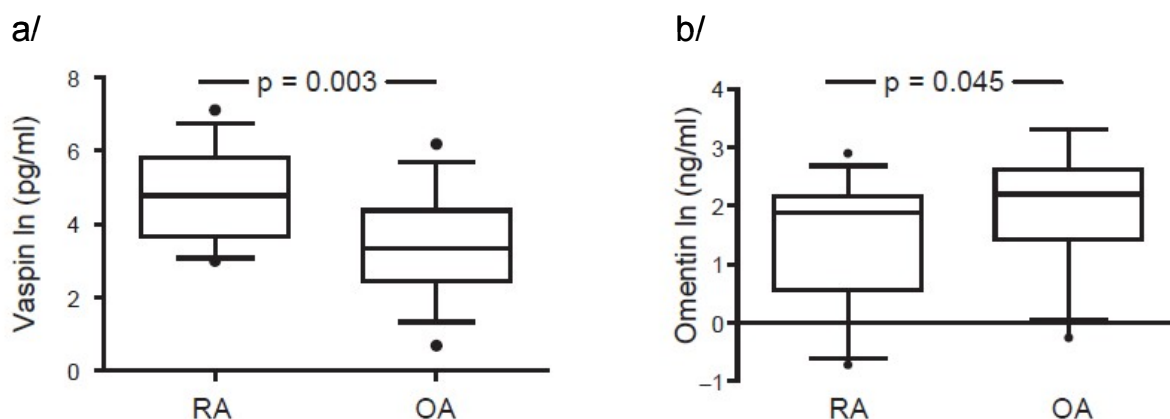 a/
p = 0.003
8
6
4
2
0
Vaspin ln (pg/ml)
RA OA
b/
p = 0.045
4
3
2
1
0
–1
Omentin ln (ng/ml)
RA OA